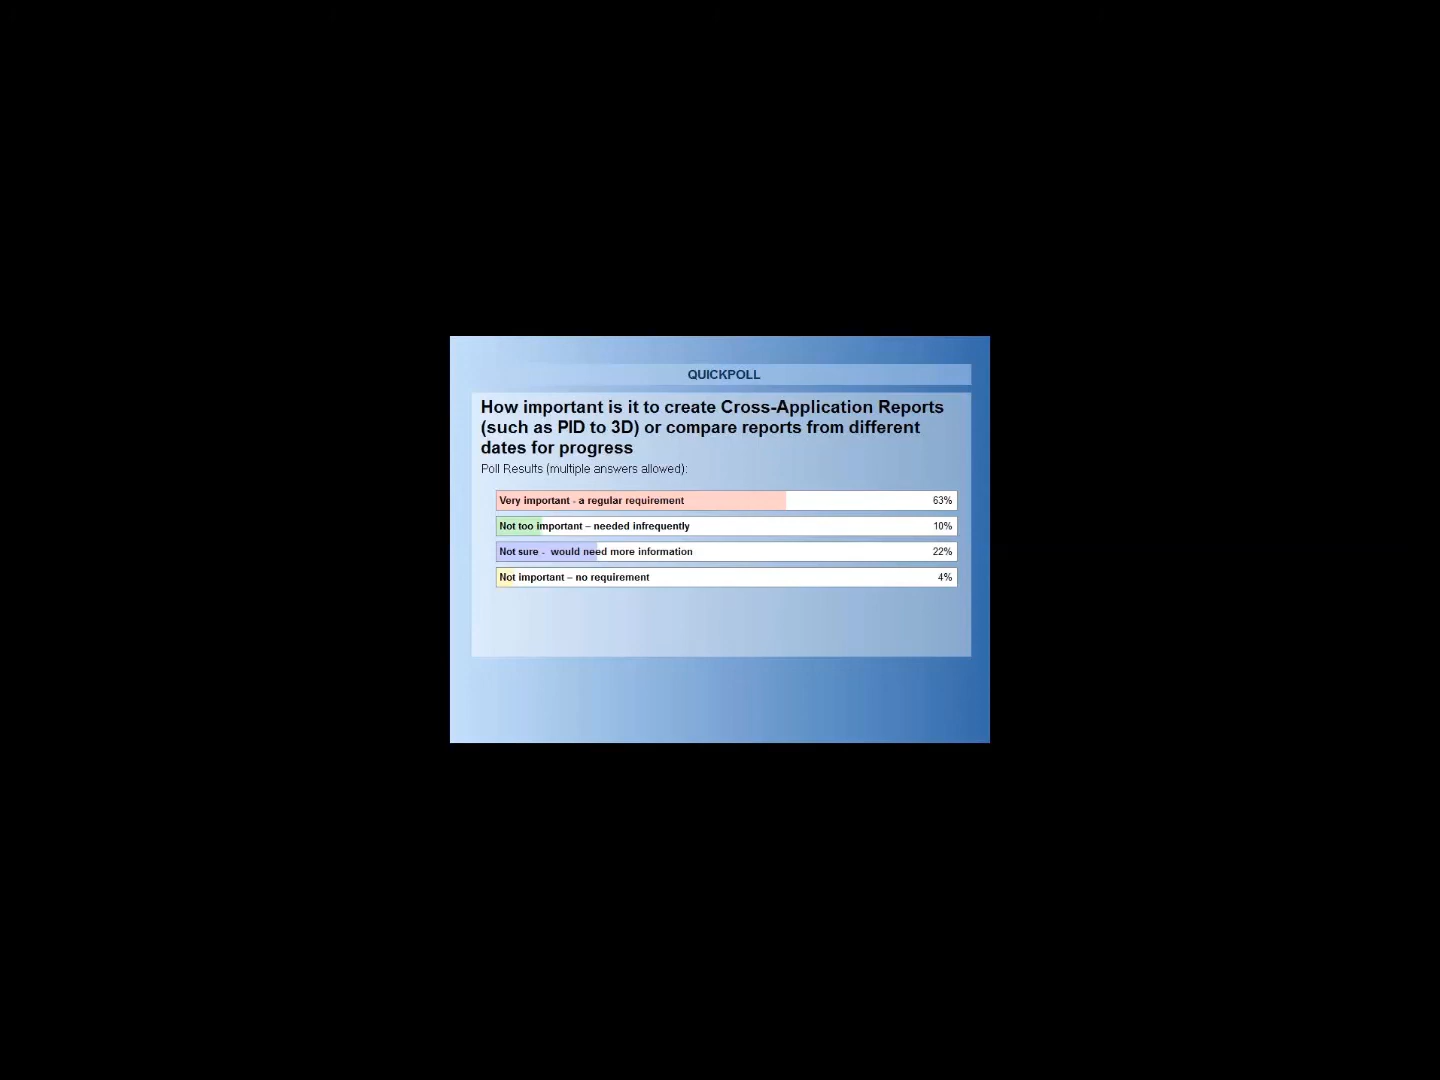 QUICKPOLL
How important is it to create Cross-Application Reports
(such as PID to 3D) or compare reports from different
dates for progress
Poll Results (multiple answers allowed):
Very important - a regular requirement 63%
Not too important – needed infrequently 10%
Not sure -  would need more information 22%
Not important – no requirement 4%